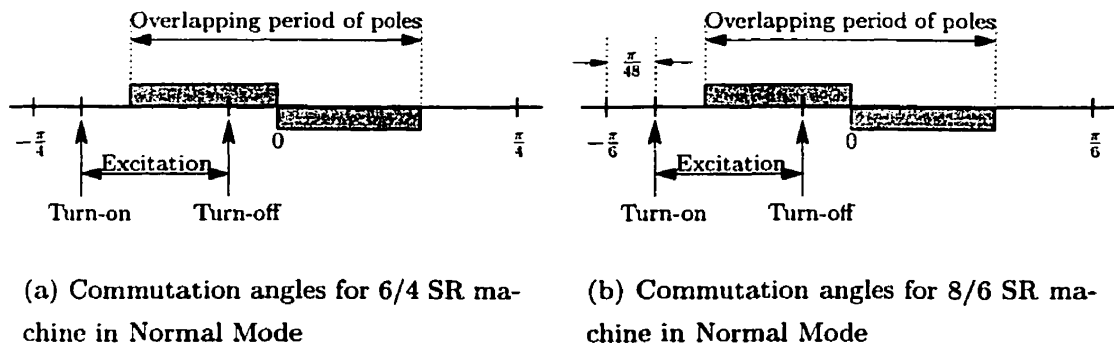 Overlapping period of poles
−π/4
0
π/4
Excitation
Turn-on Turn-off
(a) Commutation angles for 6/4 SR ma-
chine in Normal Mode
Overlapping period of poles
π/48
−π/6
0
π/6
Excitation
Turn-on Turn-off
(b) Commutation angles for 8/6 SR ma-
chine in Normal Mode